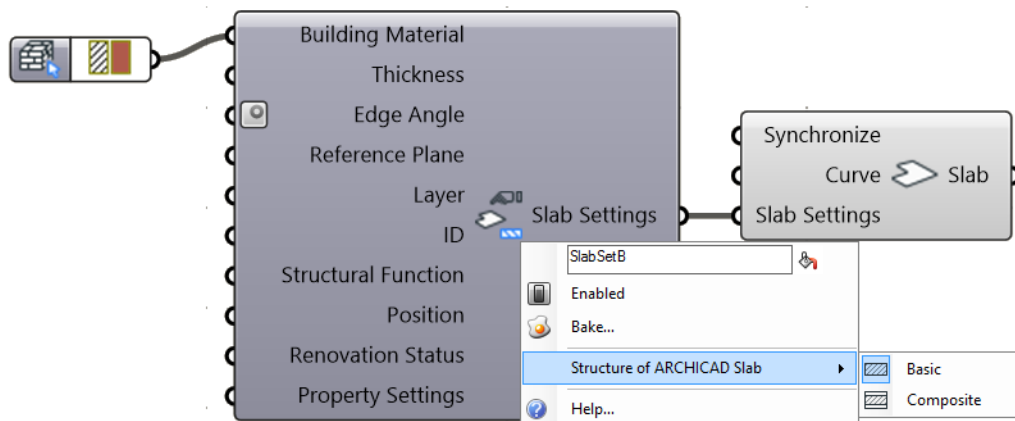 Building Material
Thickness
Edge Angle
Reference Plane
Layer
ID
Structural Function
Position
Renovation Status
Property Settings
Slab Settings
Synchronize
Curve
Slab Settings
Slab
SlabSetB
Enabled
Bake...
Structure of ARCHICAD Slab
Help...
Basic
Composite